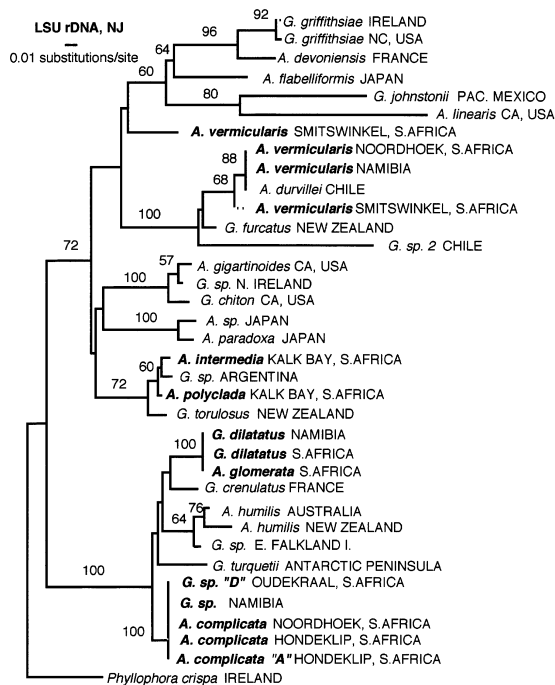 LSU rDNA, NJ
0.01 substitutions/site
92
G. griffithsiae IRELAND
G. griffithsiae NC, USA
96
A. devoniensis FRANCE
64
A. flabelliformis JAPAN
60
80
G. johnstonii PAC. MEXICO
A. linearis CA, USA
A. vermicularis SMITSWINKEL, S.AFRICA
A. vermicularis NOORDHOEK, S.AFRICA
88
A. vermicularis NAMIBIA
68
A. durvillei CHILE
A. vermicularis SMITSWINKEL, S.AFRICA
100
G. furcatus NEW ZEALAND
G. sp. 2 CHILE
72
57
A. gigartinoides CA, USA
100
G. sp. N. IRELAND
G. chiton CA, USA
100
A. sp. JAPAN
A. paradoxa JAPAN
60
A. intermedia KALK BAY, S.AFRICA
G. sp. ARGENTINA
72
A. polyclada KALK BAY, S.AFRICA
G. torulosus NEW ZEALAND
G. dilatatus NAMIBIA
100
G. dilatatus S.AFRICA
A. glomerata S.AFRICA
G. crenulatus FRANCE
76
A. humilis AUSTRALIA
64
A. humilis NEW ZEALAND
G. sp. E. FALKLAND I.
G. turquetii ANTARCTIC PENINSULA
100
G. sp. "D" OUDEKRAAL, S.AFRICA
G. sp. NAMIBIA
A. complicata NOORDHOEK, S.AFRICA
100
A. complicata HONDEKLIP, S.AFRICA
A. complicata "A" HONDEKLIP, S.AFRICA
Phyllophora crispa IRELAND